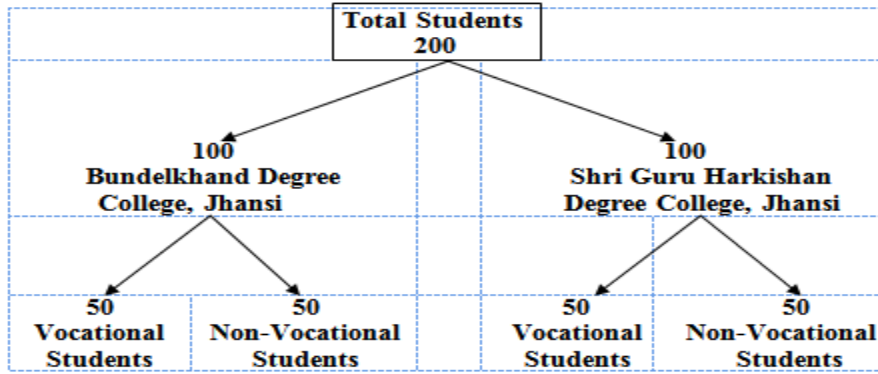 Total Students
200
100
Bundelkhand Degree
College, Jhansi
100
Shri Guru Harkishan
Degree College, Jhansi
50
Vocational
Students
50
Non-Vocational
Students
50
Vocational
Students
50
Non-Vocational
Students